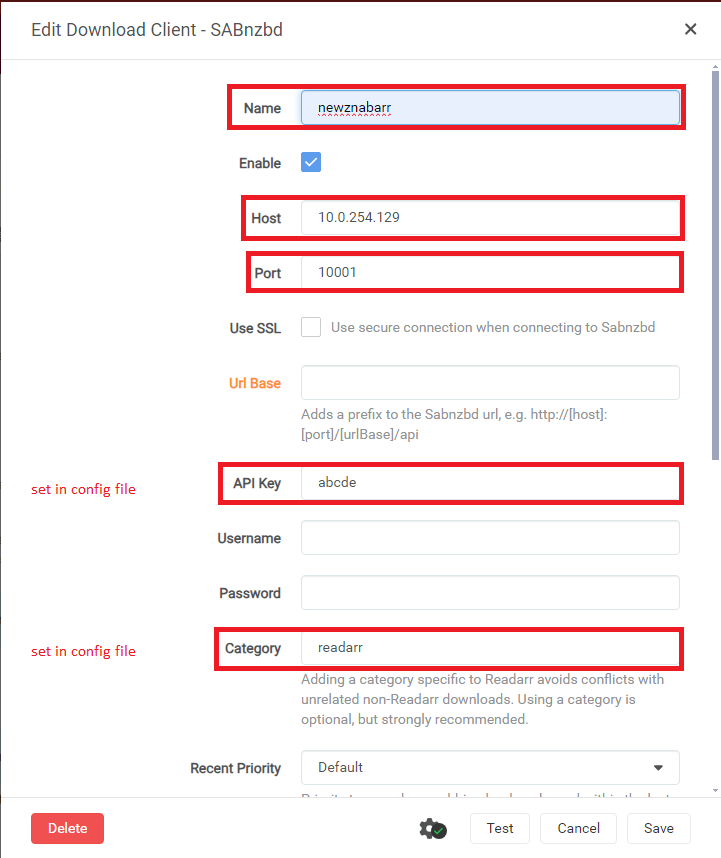 Edit Download Client - SABnzbd
Name newznabarr
Enable
Host 10.0.254.129
Port 10001
Use SSL Use secure connection when connecting to Sabnzbd
Url Base
Adds a prefix to the Sabnzbd url, e.g. http://[host]:
[port]/[urlBase]/api
set in config file API Key abcde
Username
Password
set in config file Category readarr
Adding a category specific to Readarr avoids conflicts with
unrelated non-Readarr downloads. Using a category is
optional, but strongly recommended.
Recent Priority Default
Delete Test Cancel Save